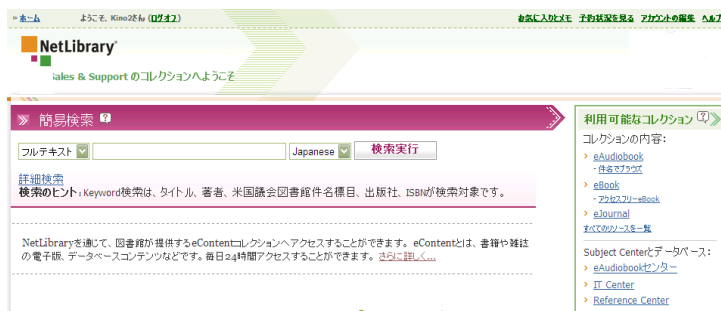 » ホーム ようこそ、Kino2さん (ログオフ) お気に入りとメモ 予約状況を見る アカウントの編集 ヘルプ
NetLibrary®
Sales & Support のコレクションへようこそ
簡易検索 ?
フルテキスト Japanese 検索実行
詳細検索
検索のヒント:Keyword検索は、タイトル、著者、米国議会図書館件名標目、出版社、ISBNが検索対象です。
NetLibraryを通じて、図書館が提供するeContentコレクションへアクセスすることができます。eContentとは、書籍や雑誌
の電子版、データベースコンテンツなどです。毎日24時間アクセスすることができます。さらに詳しく...
利用可能なコレクション ?
コレクションの内容:
› eAudiobook
- 件名でブラウズ
› eBook
- アクセスフリーeBook
› eJournal
すべてのリソースを一覧
Subject Centerとデータベース:
› eAudiobookセンター
› IT Center
› Reference Center